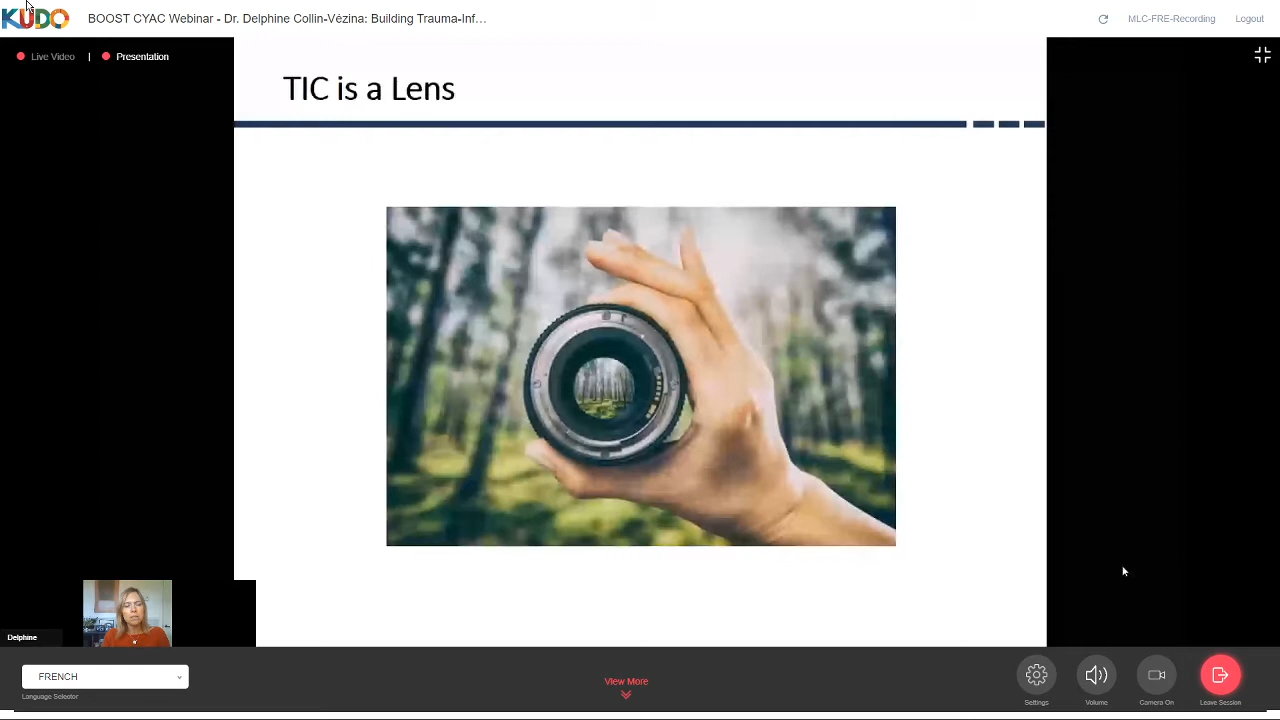 KUDO
BOOST CYAC Webinar - Dr. Delphine Collin-Vézina: Building Trauma-Inf...
MLC-FRE-Recording
Logout
Live Video | Presentation
TIC is a Lens
Delphine
FRENCH
Language Selector
View More
Settings
Volume
Camera On
Leave Session